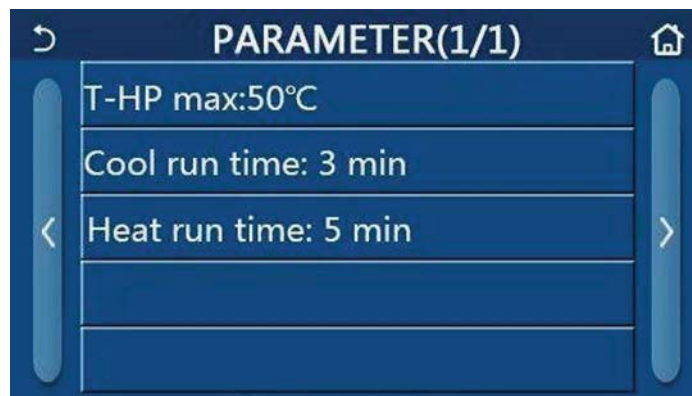 PARAMETER(1/1)
T-HP max:50℃
Cool run time: 3 min
Heat run time: 5 min